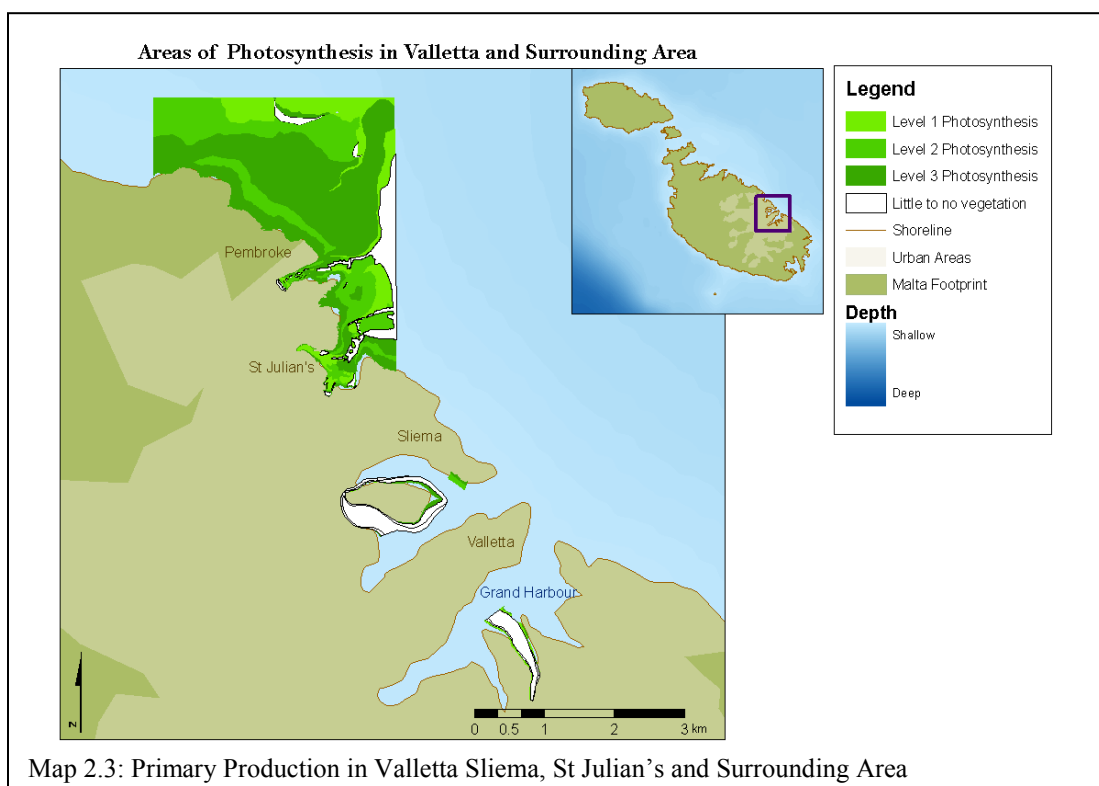 Areas of Photosynthesis in Valletta and Surrounding Area
Pembroke
St Julian's
Sliema
Valletta
Grand Harbour
N
0 0.5 1 2 3 km
Legend
Level 1 Photosynthesis
Level 2 Photosynthesis
Level 3 Photosynthesis
Little to no vegetation
Shoreline
Urban Areas
Malta Footprint
Depth
Shallow
Deep
Map 2.3: Primary Production in Valletta Sliema, St Julian’s and Surrounding Area